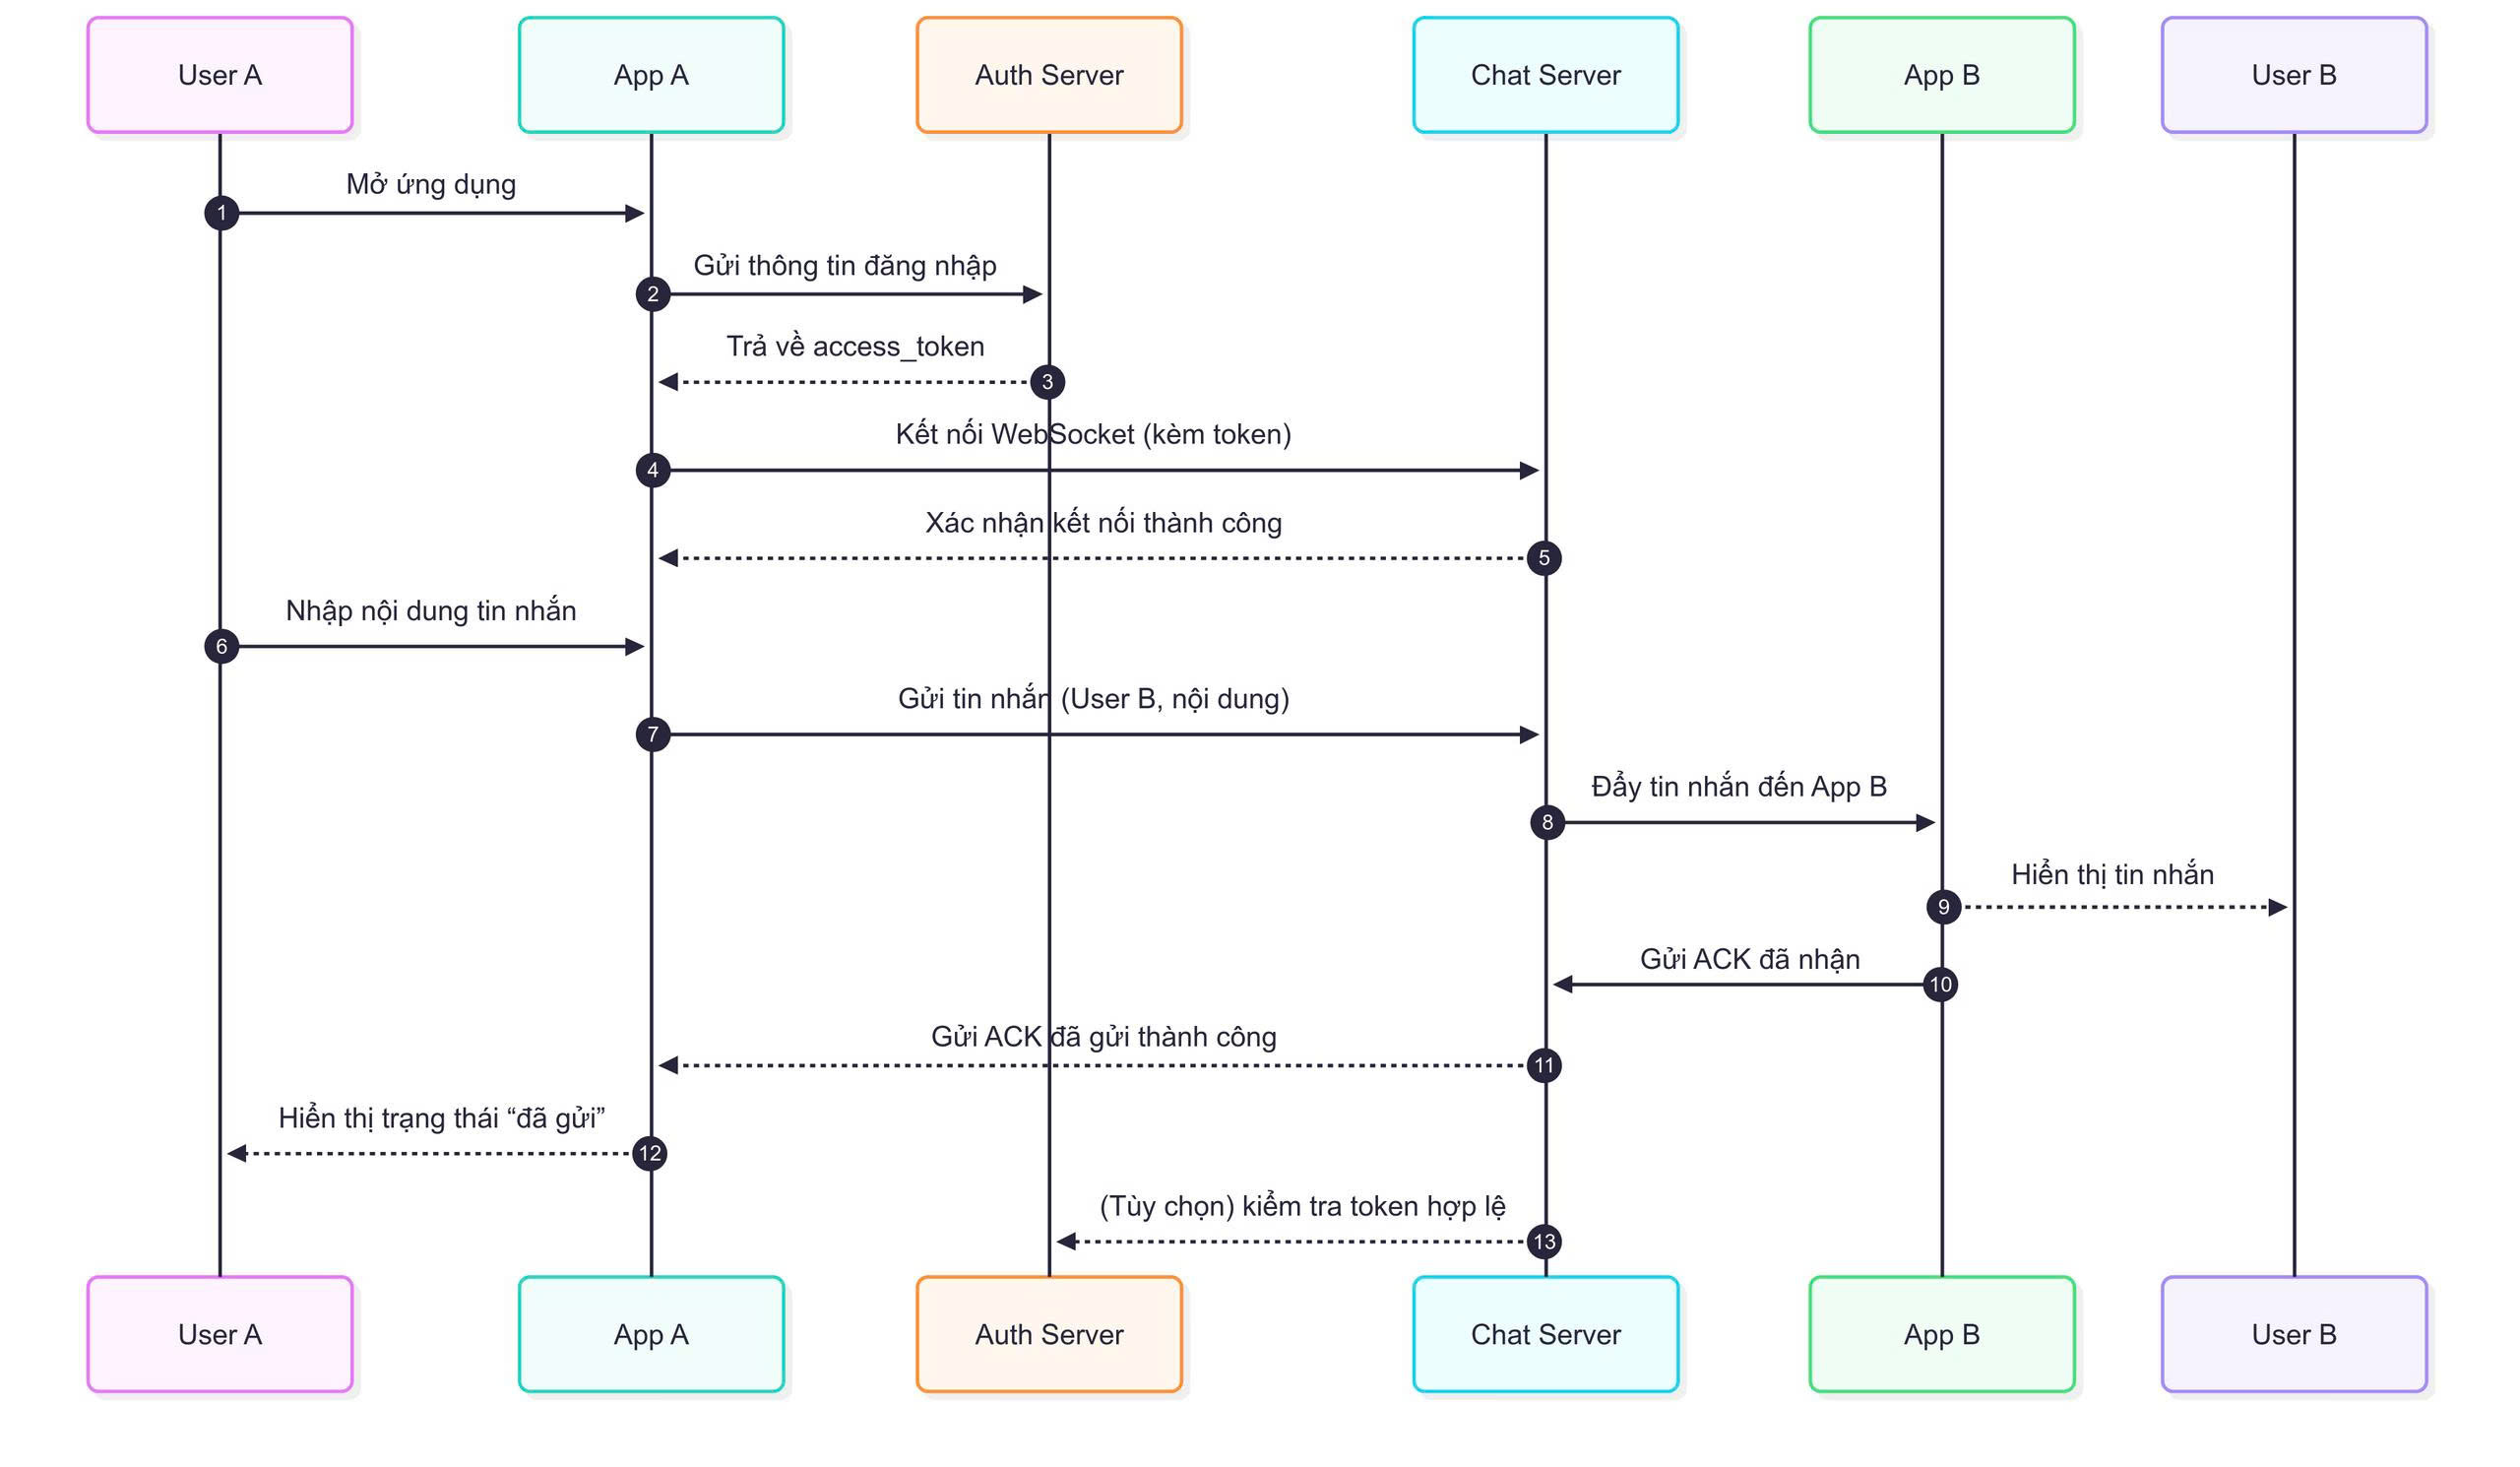 User A
App A
Auth Server
Chat Server
App B
User B
Mở ứng dụng
1
Gửi thông tin đăng nhập
2
Trả về access_token
3
Kết nối WebSocket (kèm token)
4
Xác nhận kết nối thành công
5
Nhập nội dung tin nhắn
6
Gửi tin nhắn (User B, nội dung)
7
Đẩy tin nhắn đến App B
8
Hiển thị tin nhắn
9
Gửi ACK đã nhận
10
Gửi ACK đã gửi thành công
11
Hiển thị trạng thái “đã gửi”
12
(Tùy chọn) kiểm tra token hợp lệ
13
User A
App A
Auth Server
Chat Server
App B
User B